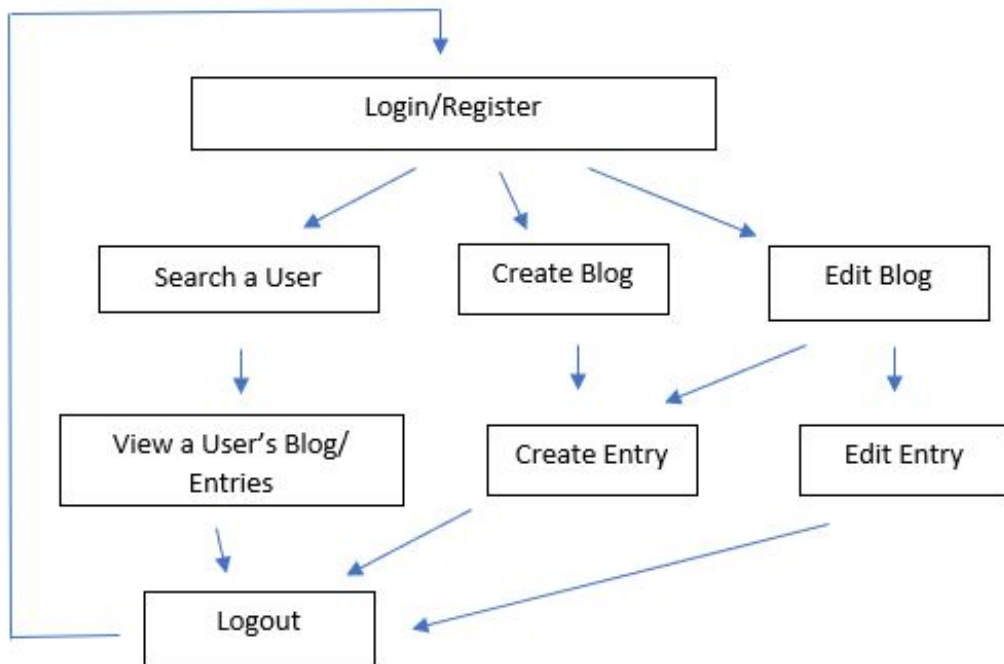 Login/Register
Search a User
Create Blog
Edit Blog
View a User’s Blog/
Entries
Create Entry
Edit Entry
Logout